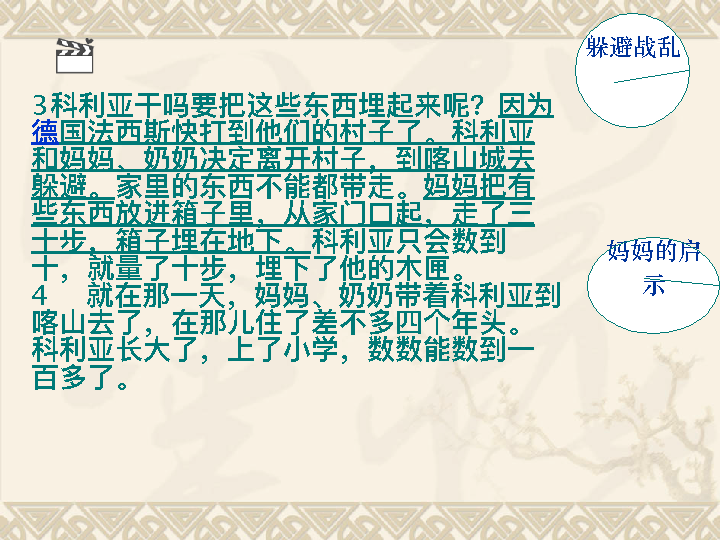 躲避战乱
3科利亚干吗要把这些东西埋起来呢？因为
德国法西斯快打到他们的村子了。科利亚
和妈妈、奶奶决定离开村子，到喀山城去
躲避。家里的东西不能都带走。妈妈把有
些东西放进箱子里，从家门口起，走了三
十步，箱子埋在地下。科利亚只会数到
十，就量了十步，埋下了他的木匣。
4 就在那一天，妈妈、奶奶带着科利亚到
喀山去了，在那儿住了差不多四个年头。
科利亚长大了，上了小学，数数能数到一
百多了。
妈妈的启
示